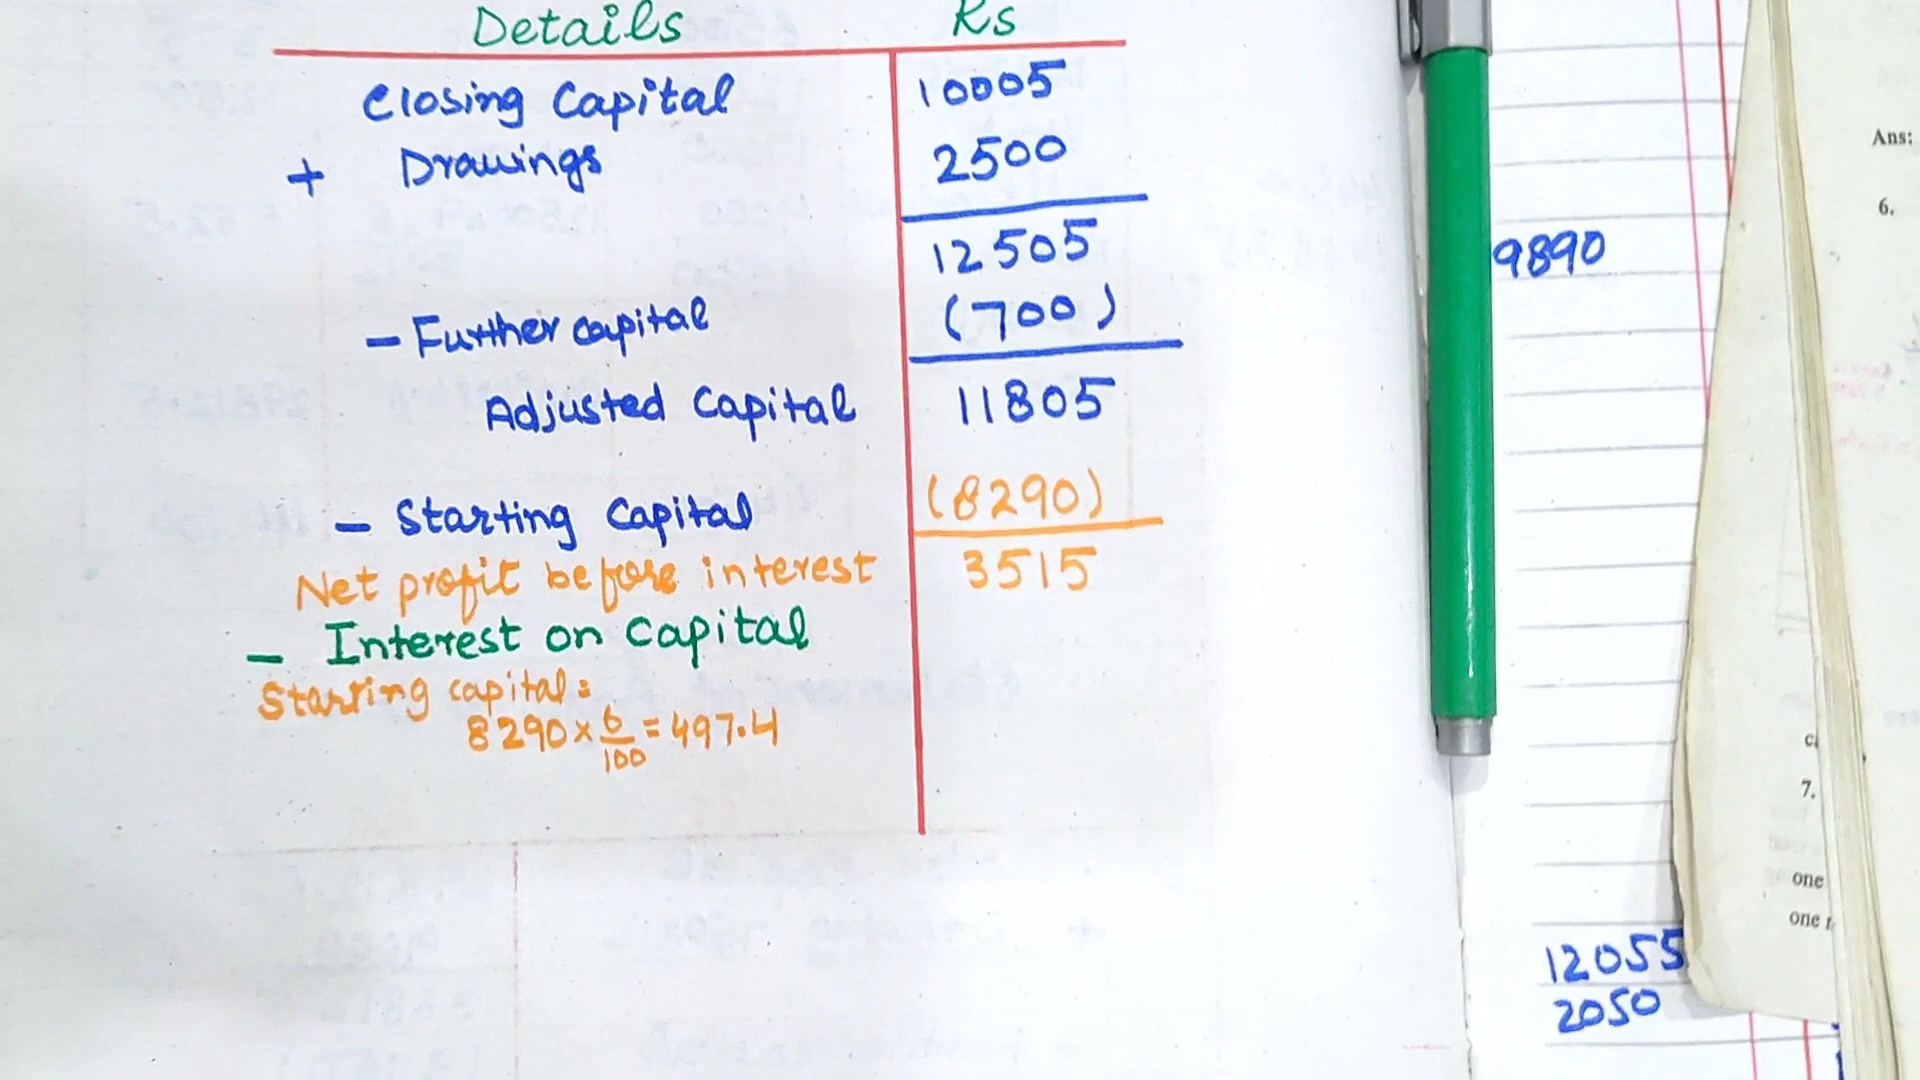 Details Rs
Closing Capital 10005
+ Drawings 2500
12505
- Further capital (700)
Adjusted Capital 11805
- Starting Capital (8290)
Net profit before interest 3515
- Interest on Capital
Starting capital:
8290 × 6/100 = 497.4
9890
12055
2050
Ans:
6.
7.
one
one